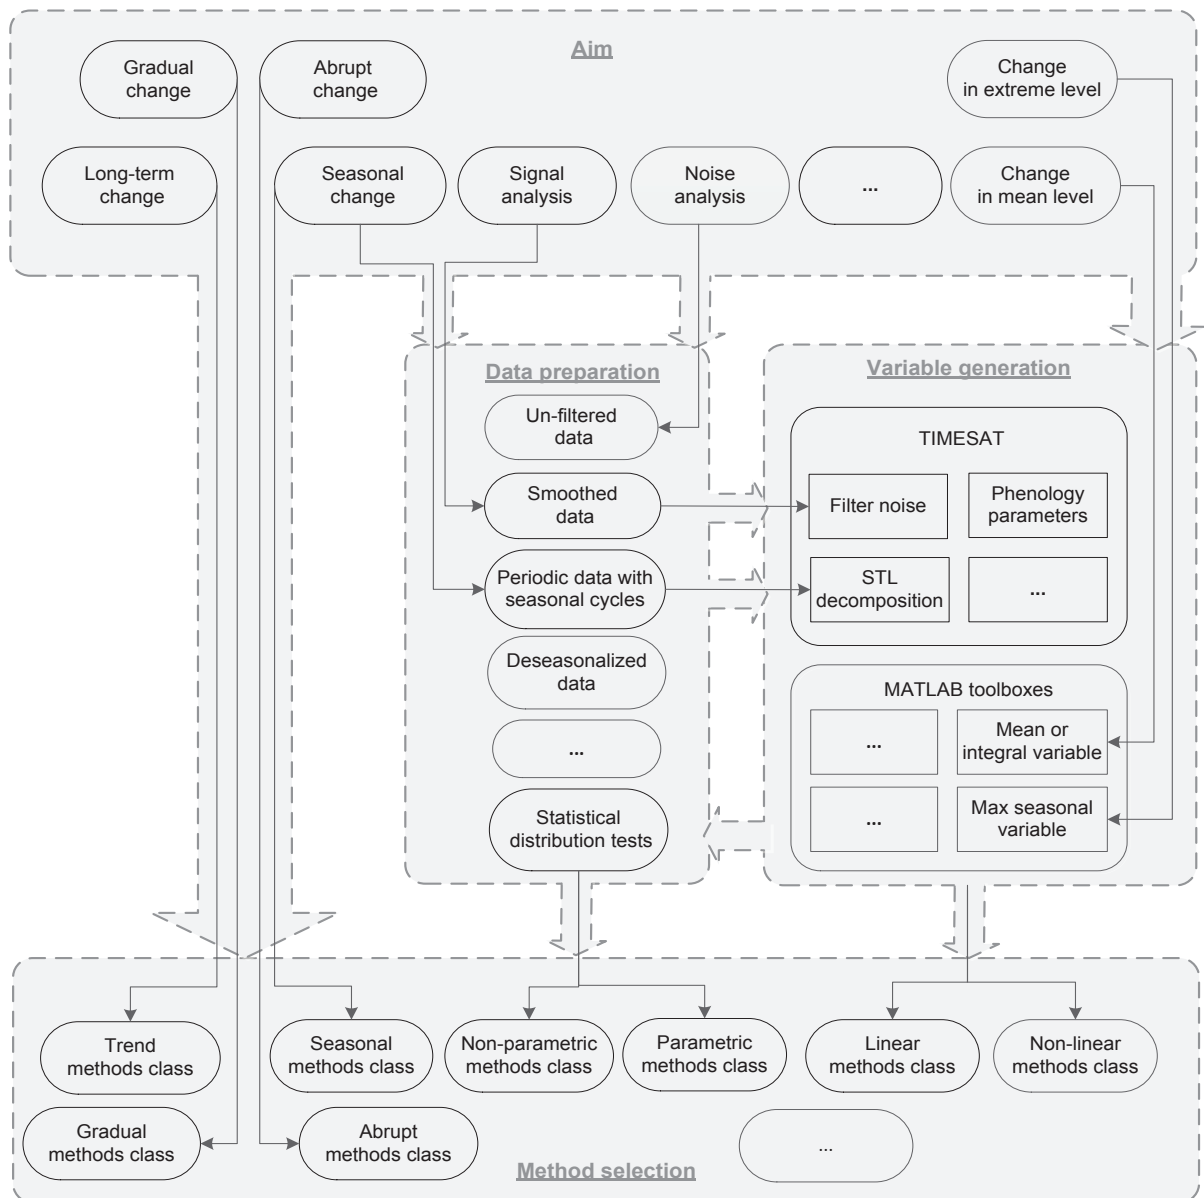 Aim
Gradual
change
Abrupt
change
Change
in extreme level
Long-term
change
Seasonal
change
Signal
analysis
Noise
analysis
...
Change
in mean level
Data preparation
Un-filtered
data
Smoothed
data
Periodic data with
seasonal cycles
Deseasonalized
data
...
Statistical
distribution tests
Variable generation
TIMESAT
Filter noise
Phenology
parameters
STL
decomposition
...
MATLAB toolboxes
...
Mean or
integral variable
...
Max seasonal
variable
Trend
methods class
Seasonal
methods class
Non-parametric
methods class
Parametric
methods class
Linear
methods class
Non-linear
methods class
Gradual
methods class
Abrupt
methods class
...
Method selection